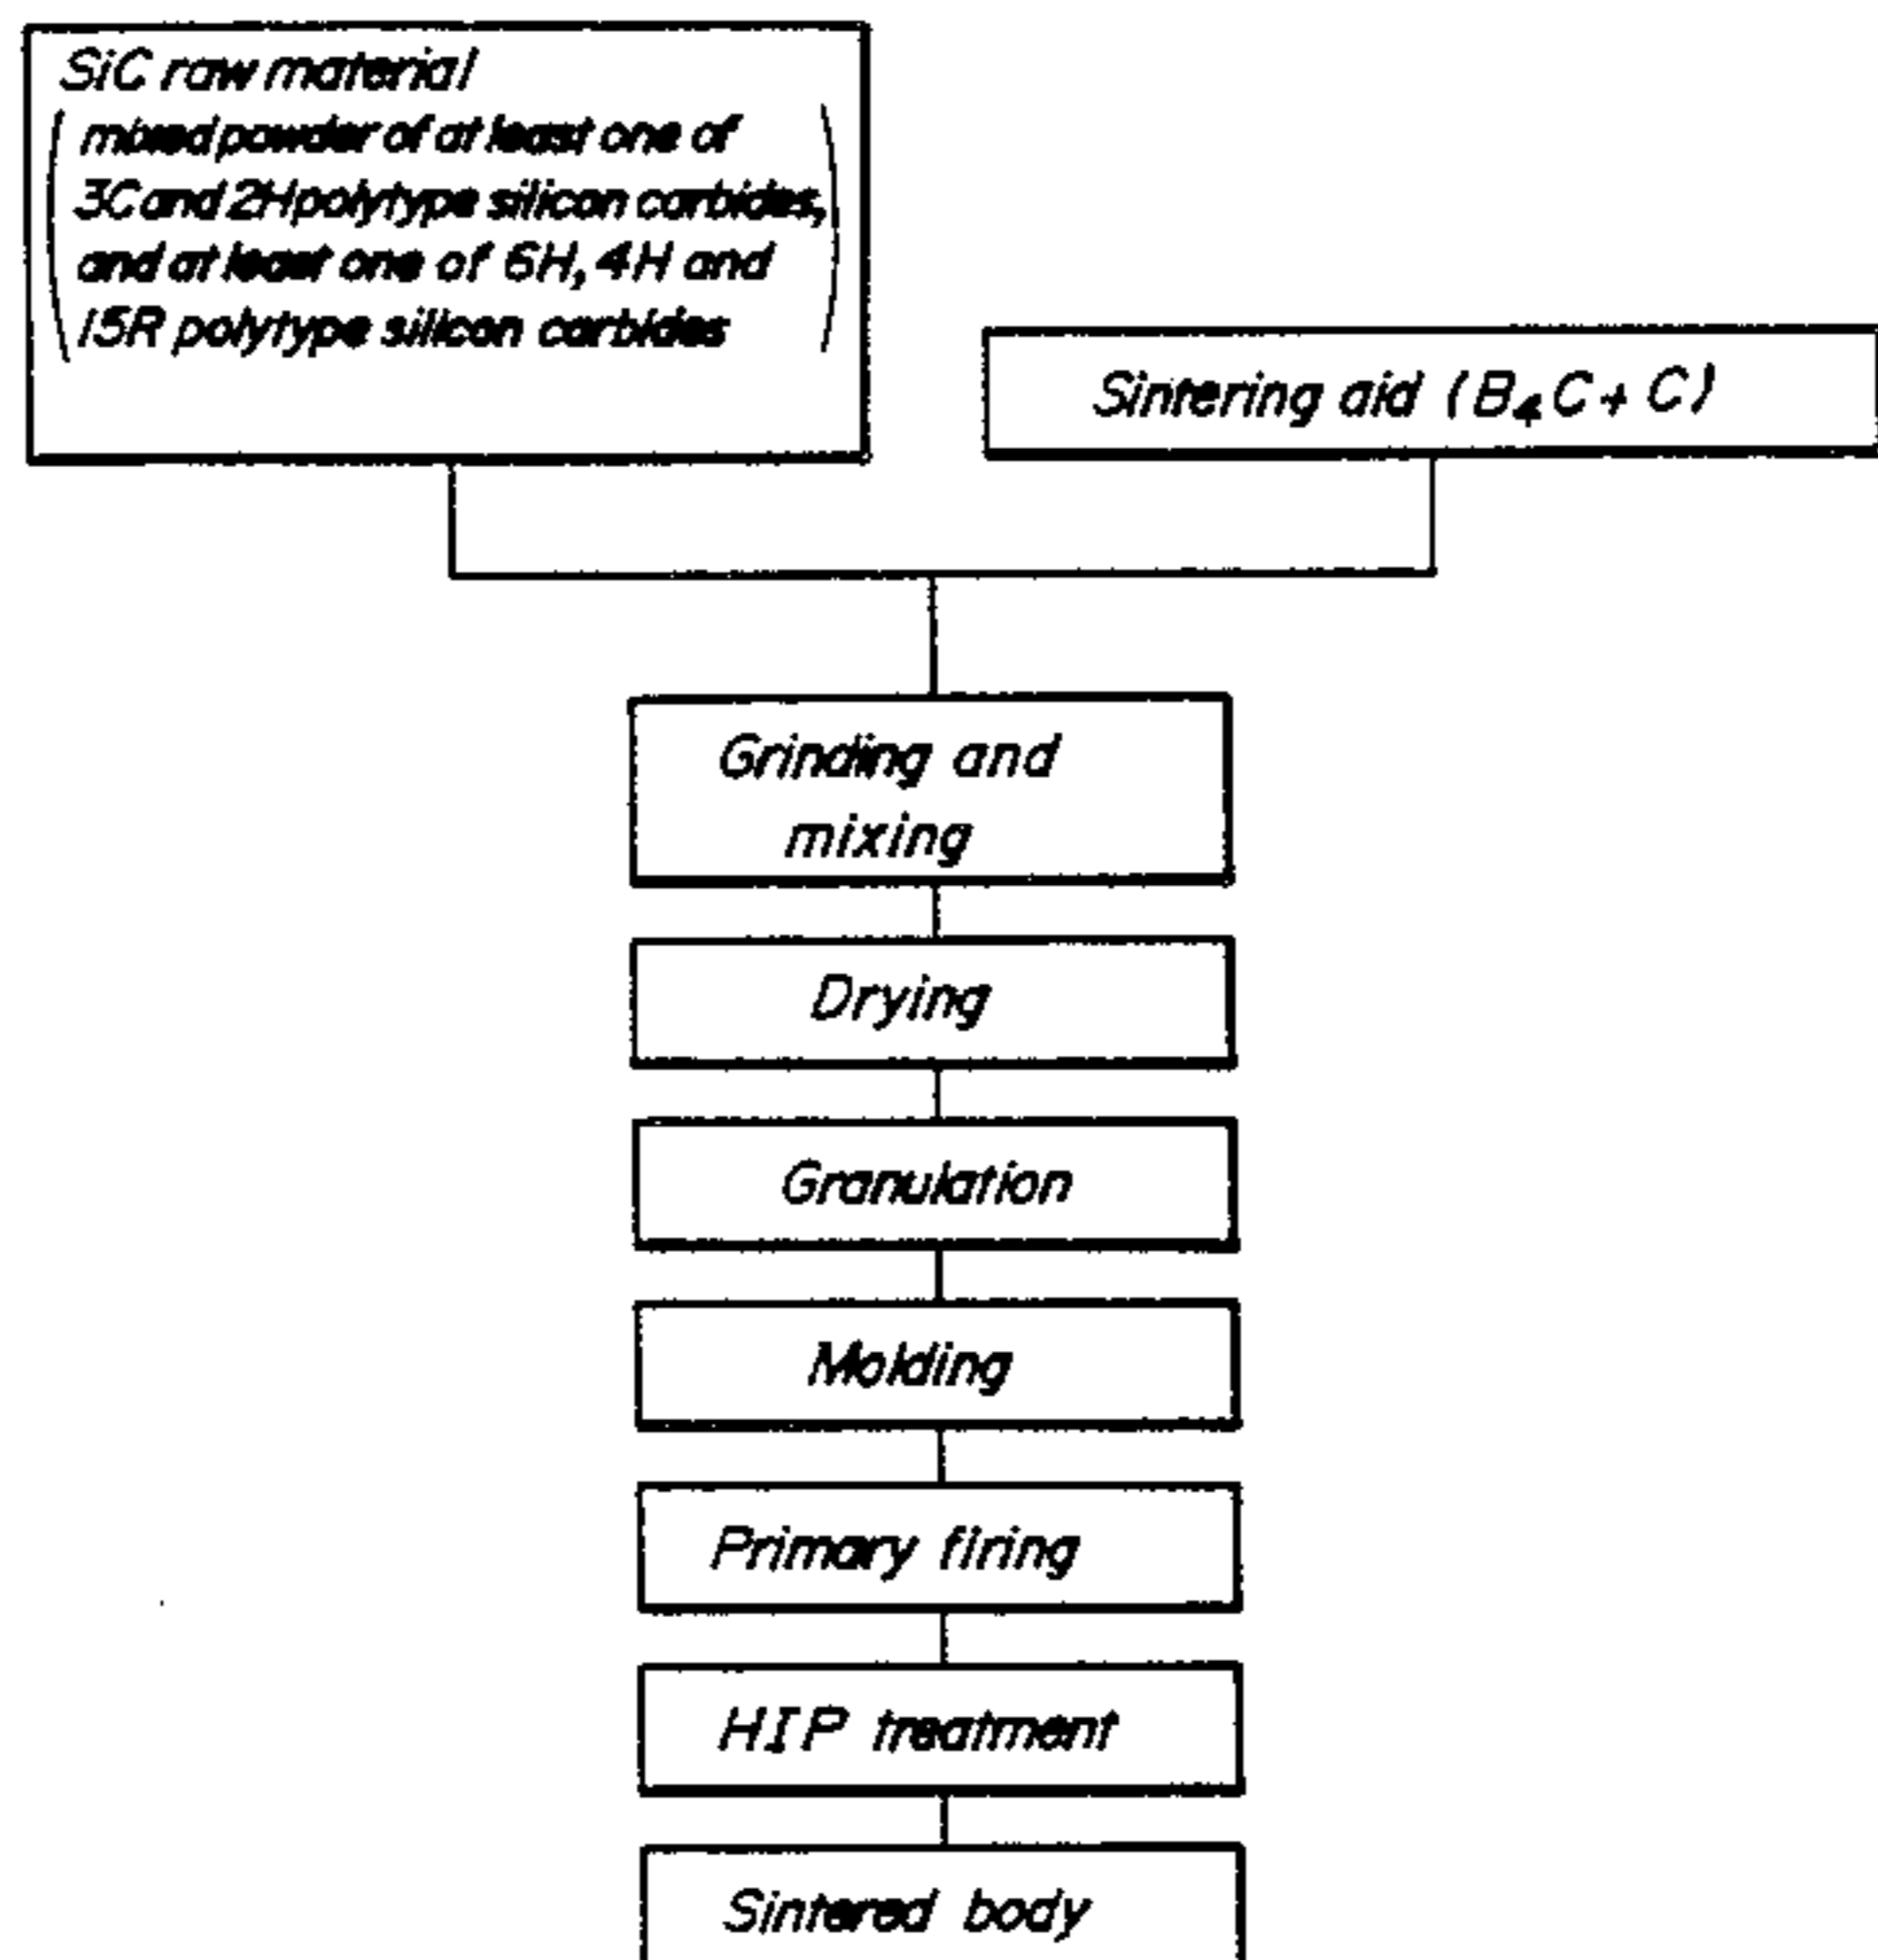 SiC raw material
(mixed powder of at least one of
3C and 2H polytype silicon carbides,
and at least one of 6H, 4H and
15R polytype silicon carbides)
Sintering aid (B₄C + C)
Grinding and
mixing
Drying
Granulation
Molding
Primary firing
HIP treatment
Sintered body